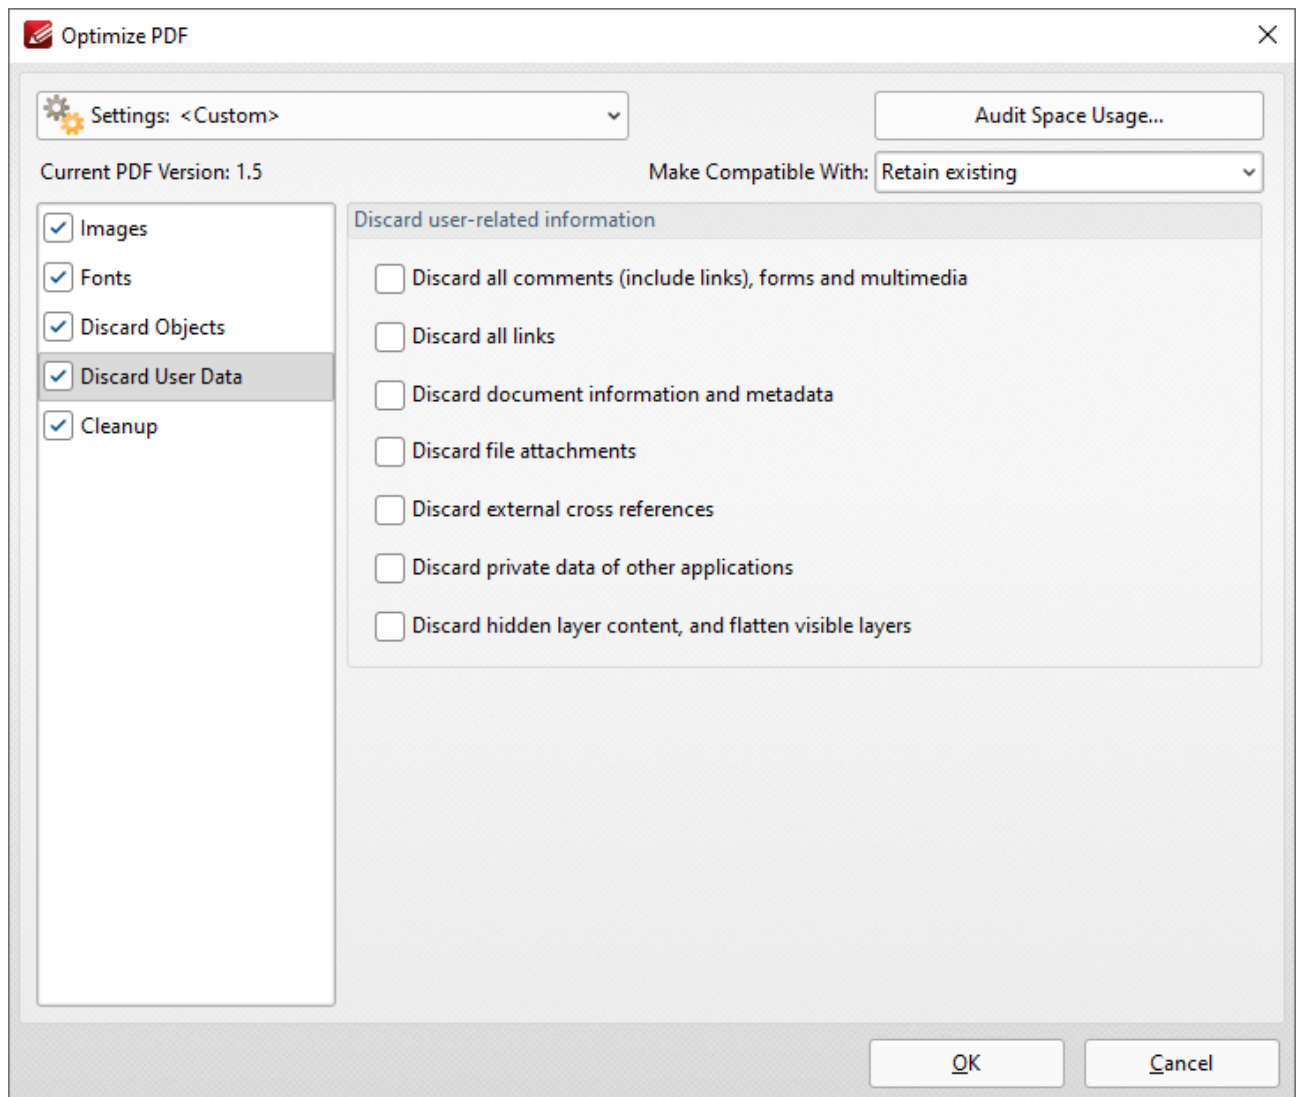 Optimize PDF
Settings: <Custom>
Audit Space Usage...
Current PDF Version: 1.5
Make Compatible With: Retain existing
Images
Fonts
Discard Objects
Discard User Data
Cleanup
Discard user-related information
Discard all comments (include links), forms and multimedia
Discard all links
Discard document information and metadata
Discard file attachments
Discard external cross references
Discard private data of other applications
Discard hidden layer content, and flatten visible layers
OK
Cancel